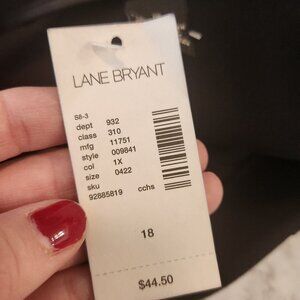 LANE BRYANT
S8-3
dept 932
class 310
mfg 11751
style 009841
col 1X
size 0422
sku
92885819 cchs
18
$44.50